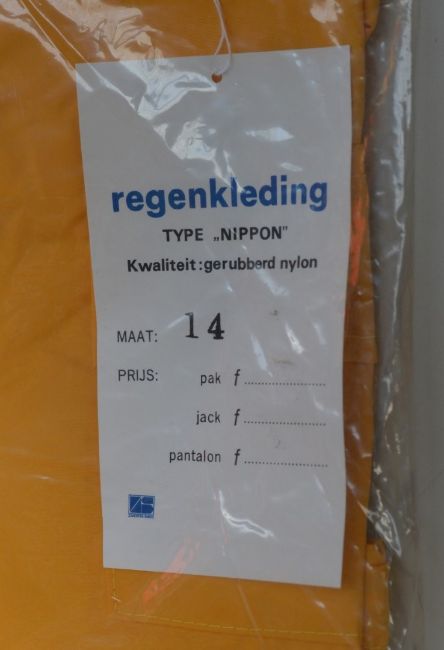 regenkleding
TYPE „NIPPON”
Kwaliteit: gerubberd nylon
MAAT: 14
PRIJS: pak f ........................
jack f ........................
pantalon f ........................